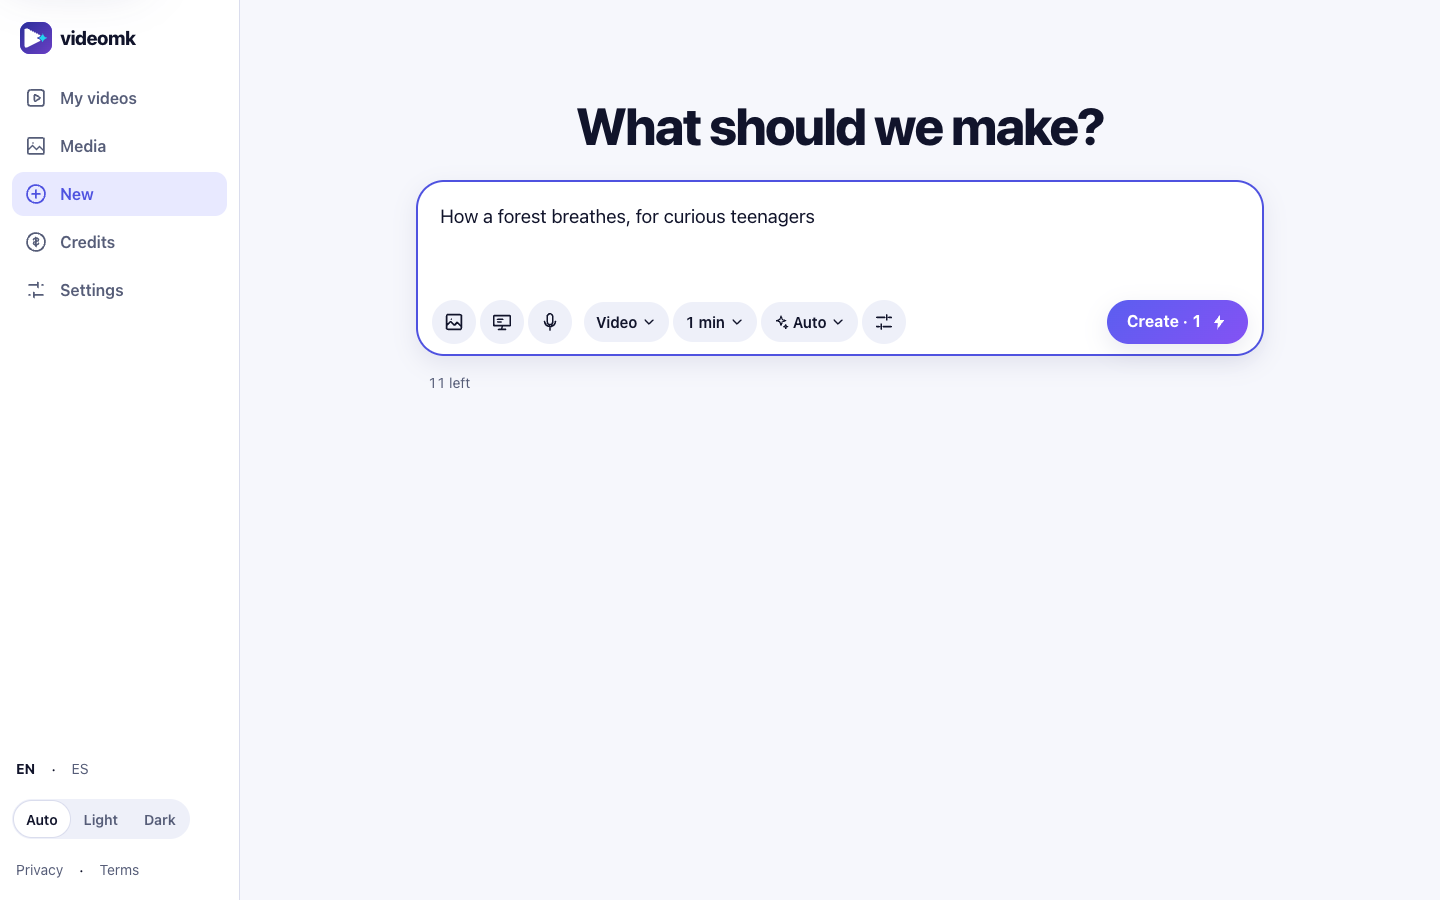 videomk
My videos
Media
New
Credits
Settings
What should we make?
How a forest breathes, for curious teenagers
Video
1 min
Auto
Create · 1
11 left
EN · ES
Auto Light Dark
Privacy · Terms